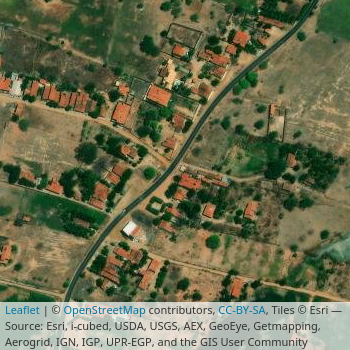 Leaflet | © OpenStreetMap contributors, CC-BY-SA, Tiles © Esri —
Source: Esri, i-cubed, USDA, USGS, AEX, GeoEye, Getmapping,
Aerogrid, IGN, IGP, UPR-EGP, and the GIS User Community